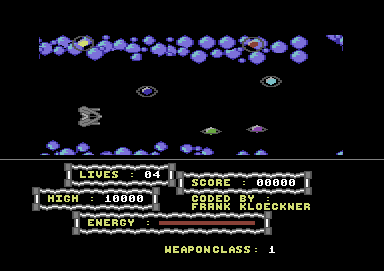 LIVES : 04
SCORE : 00000
HIGH : 10000
CODED BY :
FRANK KLOECKNER
ENERGY :
WEAPONCLASS: 1